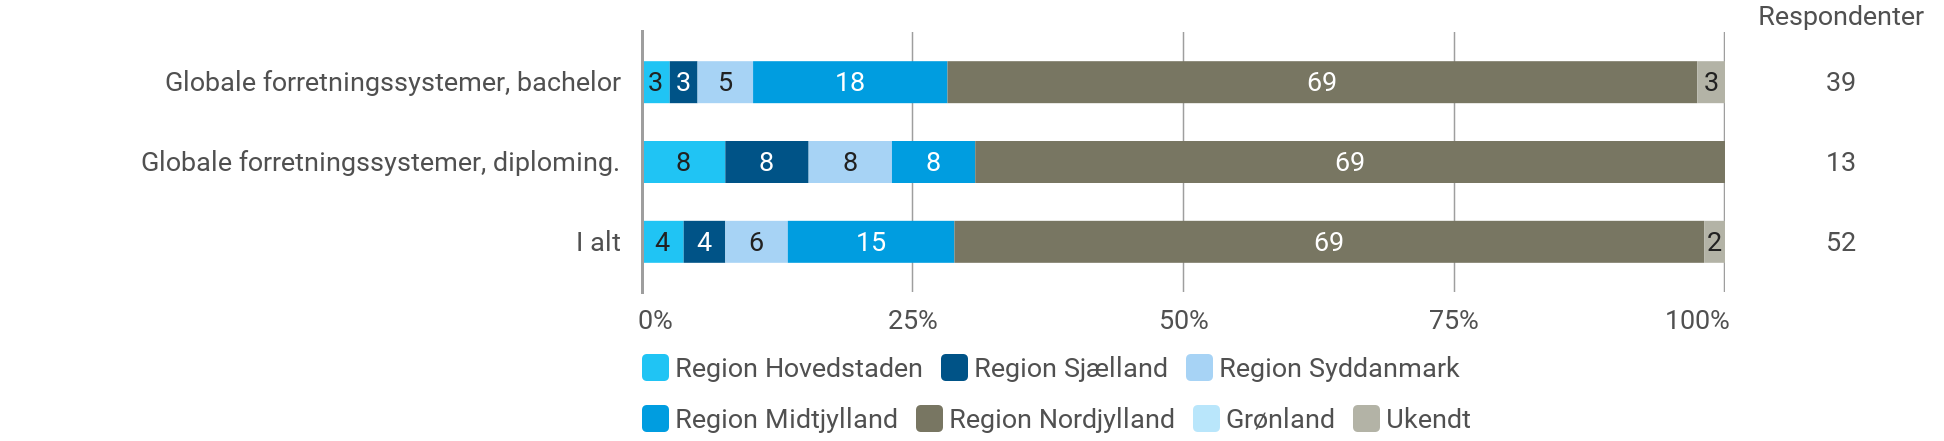 Respondenter
Globale forretningssystemer, bachelor 3 3 5 18 69 3 39
Globale forretningssystemer, diploming. 8 8 8 8 69 13
I alt 4 4 6 15 69 2 52
0% 25% 50% 75% 100%
Region Hovedstaden Region Sjælland Region Syddanmark
Region Midtjylland Region Nordjylland Grønland Ukendt